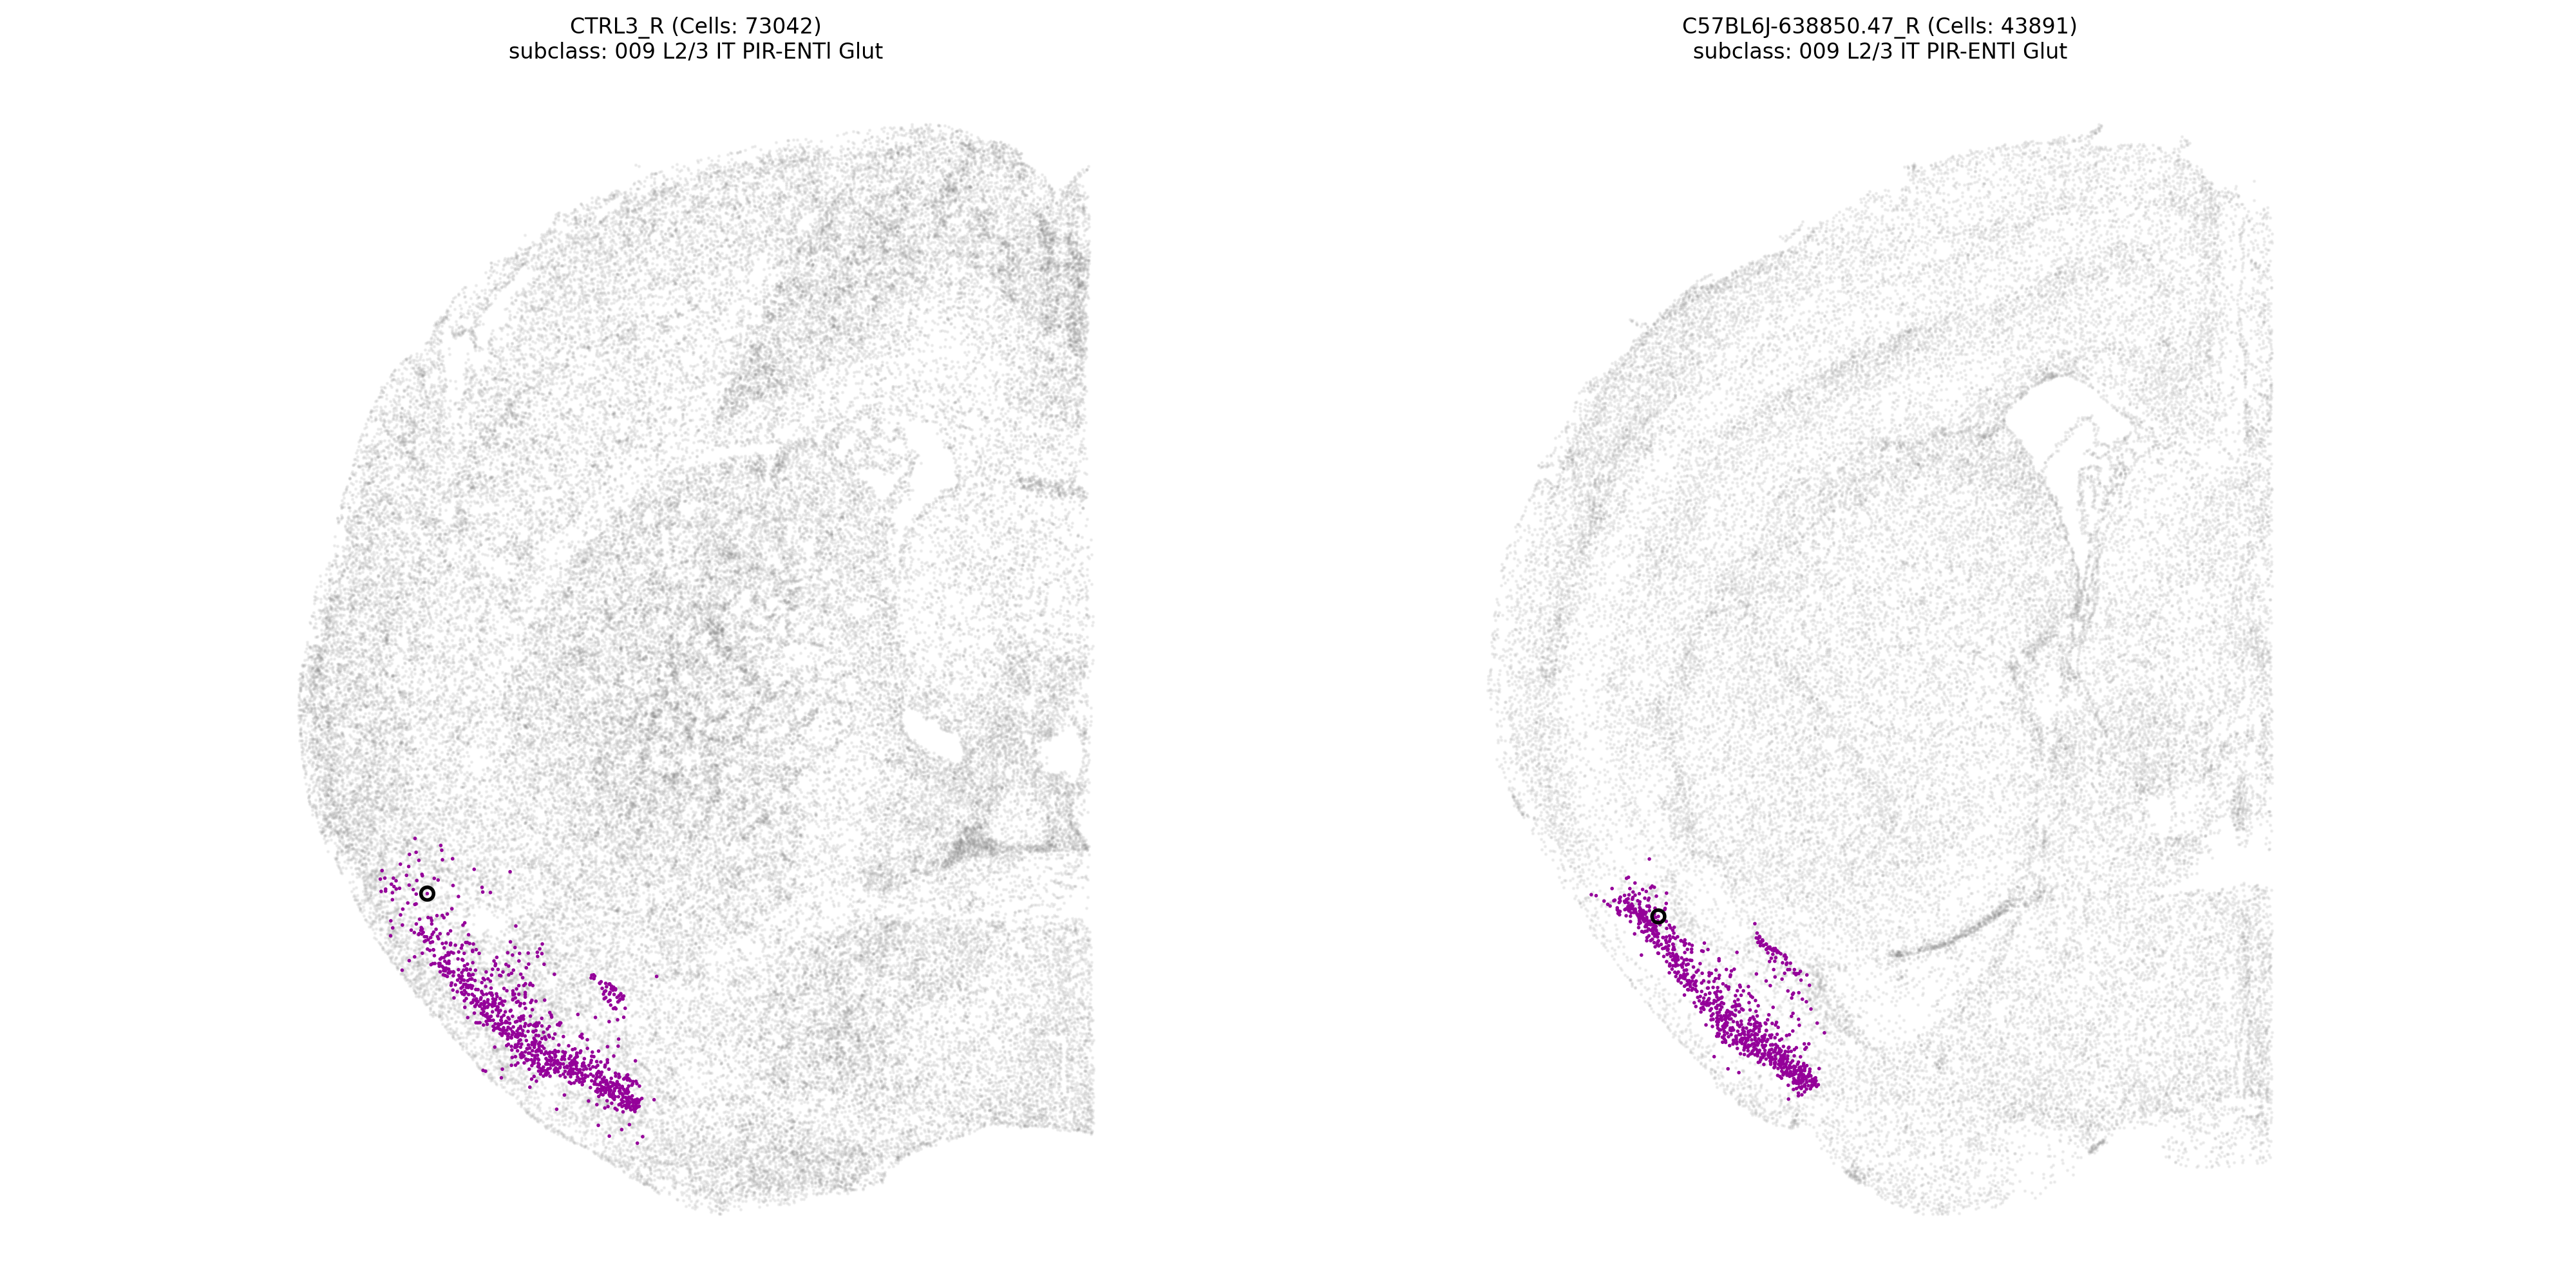 CTRL3_R (Cells: 73042)
subclass: 009 L2/3 IT PIR-ENTl Glut
C57BL6J-638850.47_R (Cells: 43891)
subclass: 009 L2/3 IT PIR-ENTl Glut